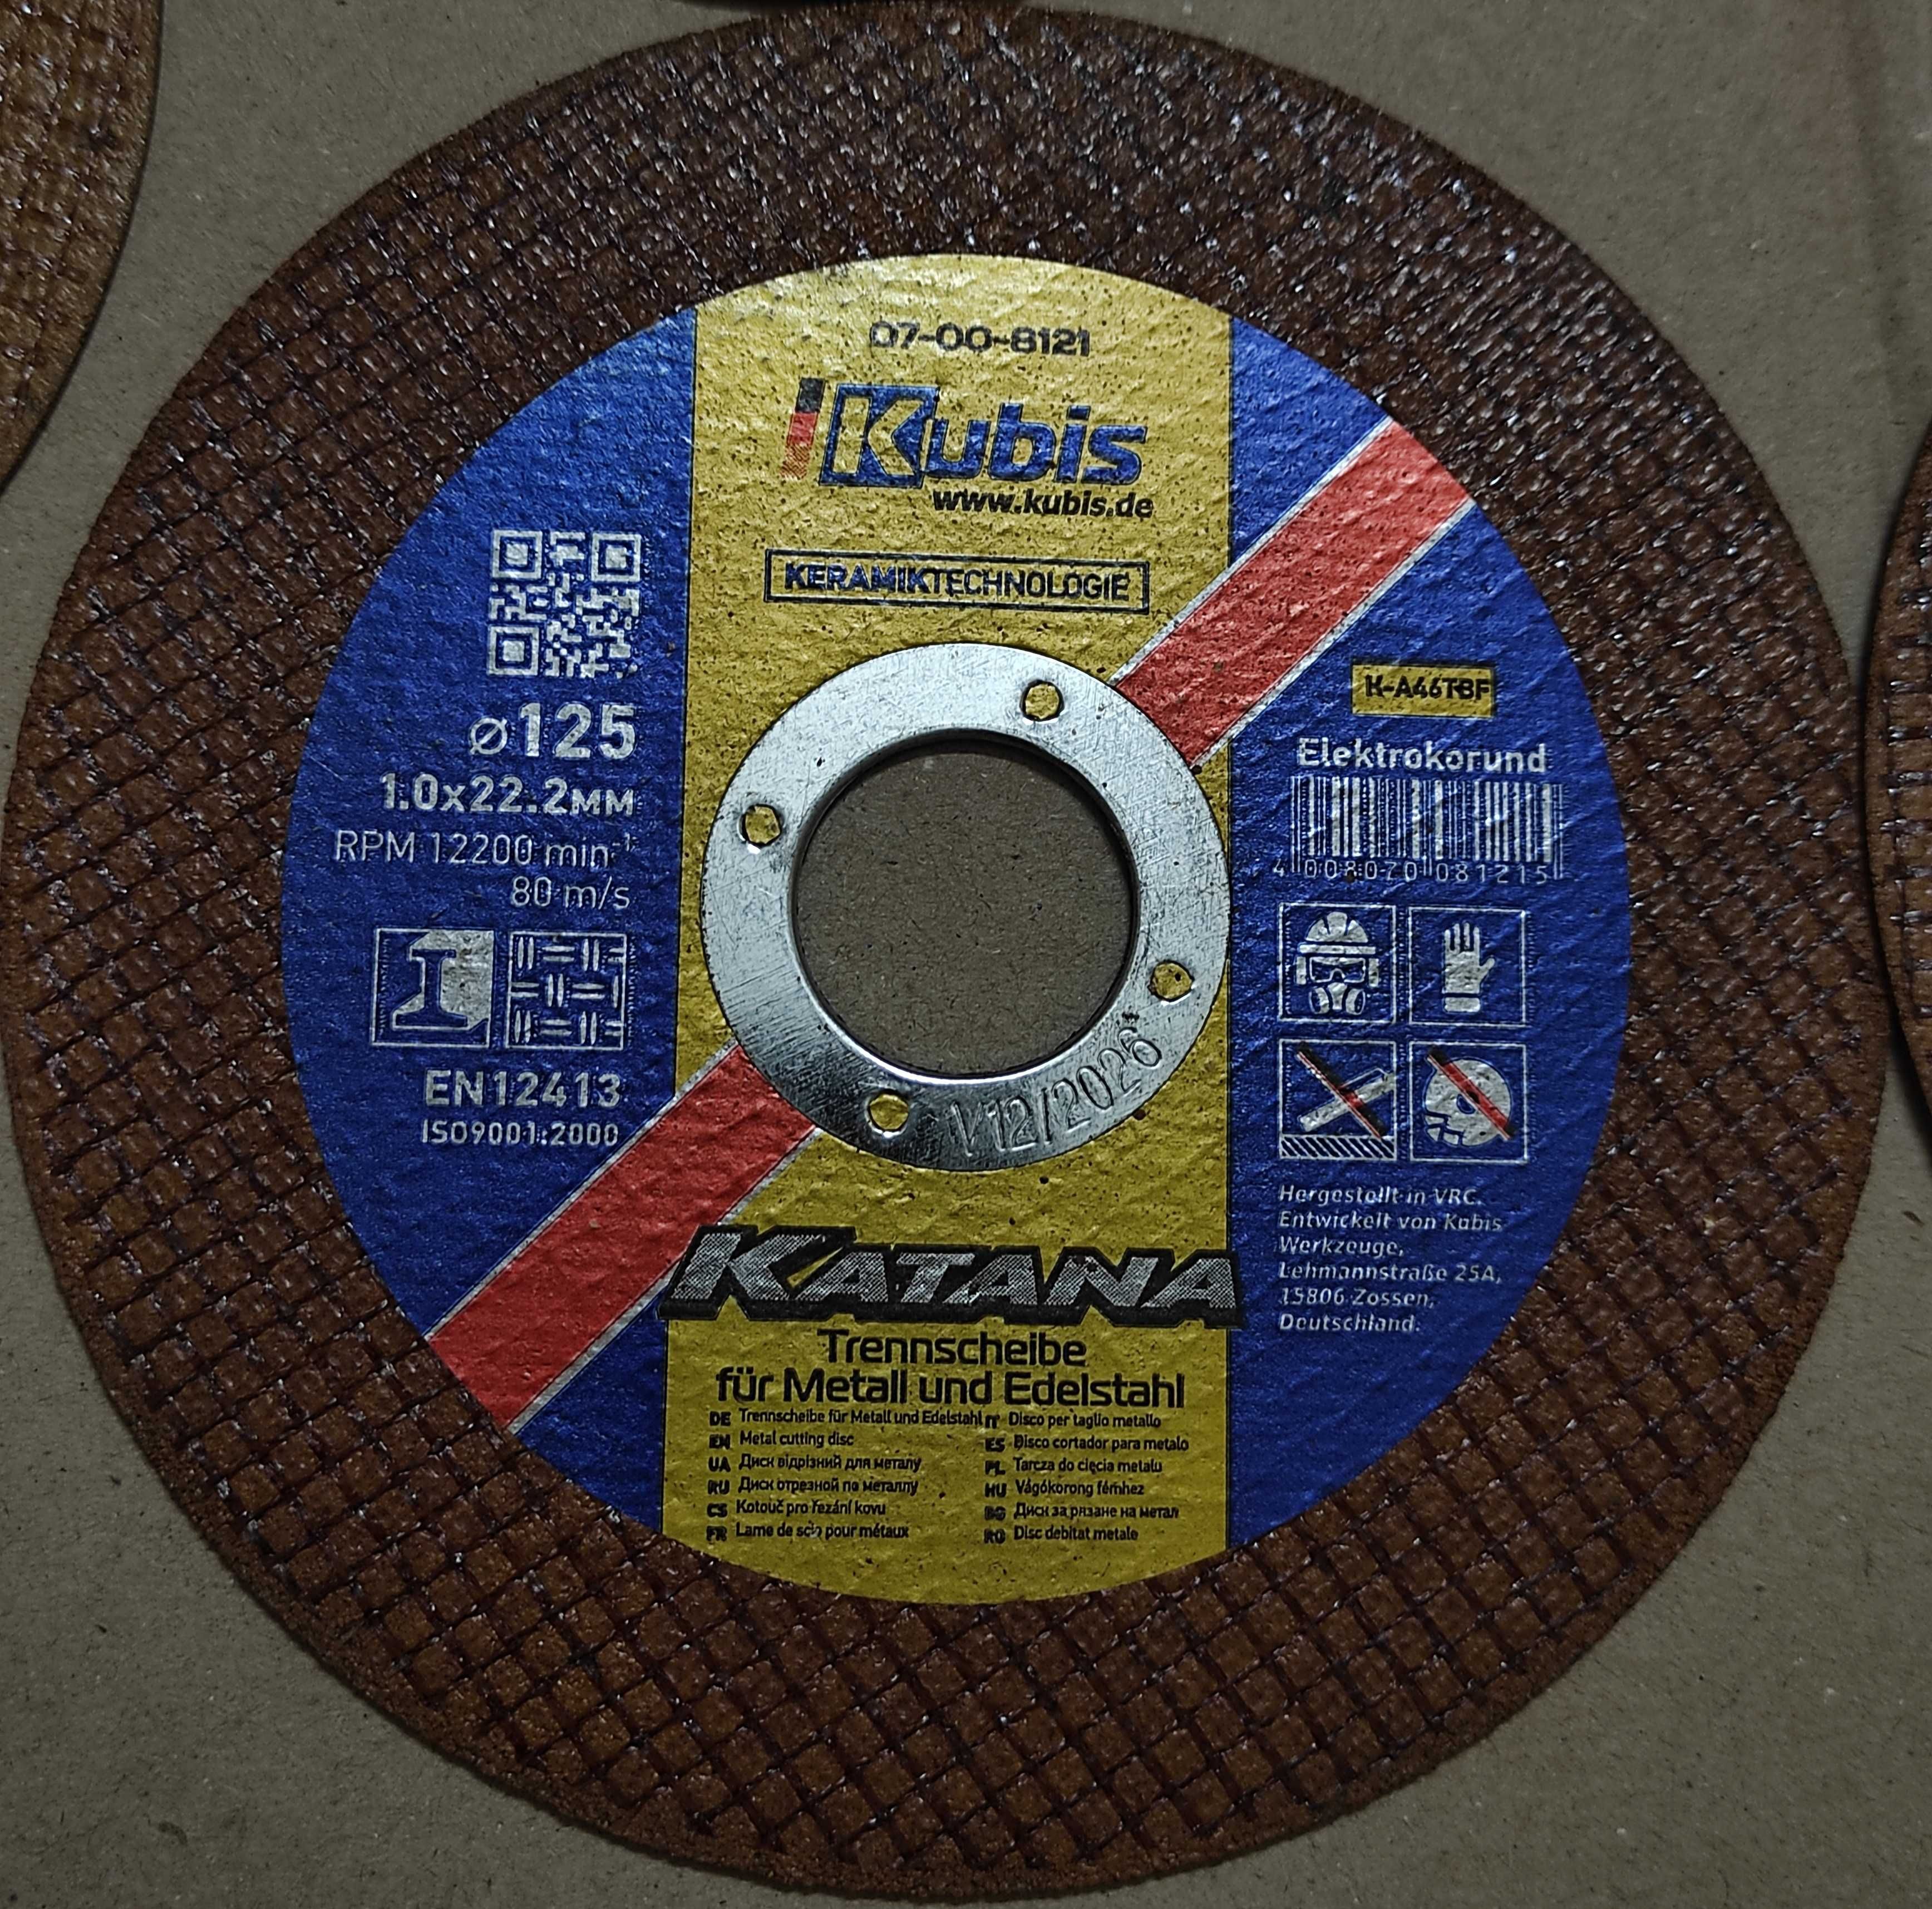 07-00-8121
Kubis
www.kubis.de
KERAMIKTECHNOLOGIE
ø125
1.0x22.2мм
RPM 12200 min-¹
80 m/s
EN12413
ISO9001:2000
K-A46TBF
Elektrokorund
4 008070 081215
V12/2026
Hergestellt in VRC.
Entwickelt von Kubis
Werkzeuge,
Lehmannstraße 25A,
15806 Zossen,
Deutschland.
KATANA
Trennscheibe
für Metall und Edelstahl
DE Trennscheibe für Metall und Edelstahl
EN Metal cutting disc
UA Диск відрізний для металу
RU Диск отрезной по металлу
CS Kotouč pro řezání kovu
FR Lame de scie pour métaux
IT Disco per taglio metallo
ES Disco cortador para metalo
PL Tarcza do cięcia metalu
HU Vágókorong fémhez
BG Диск за рязане на метал
RO Disc debitat metale